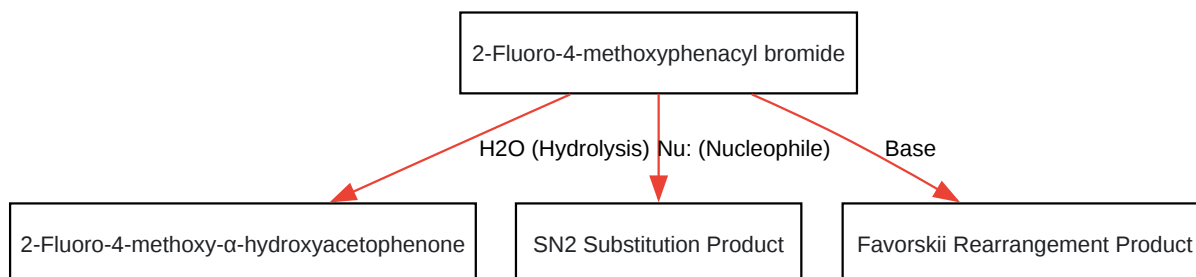 2-Fluoro-4-methoxyphenacyl bromide
H2O (Hydrolysis)
Nu: (Nucleophile)
Base
2-Fluoro-4-methoxy-α-hydroxyacetophenone
SN2 Substitution Product
Favorskii Rearrangement Product